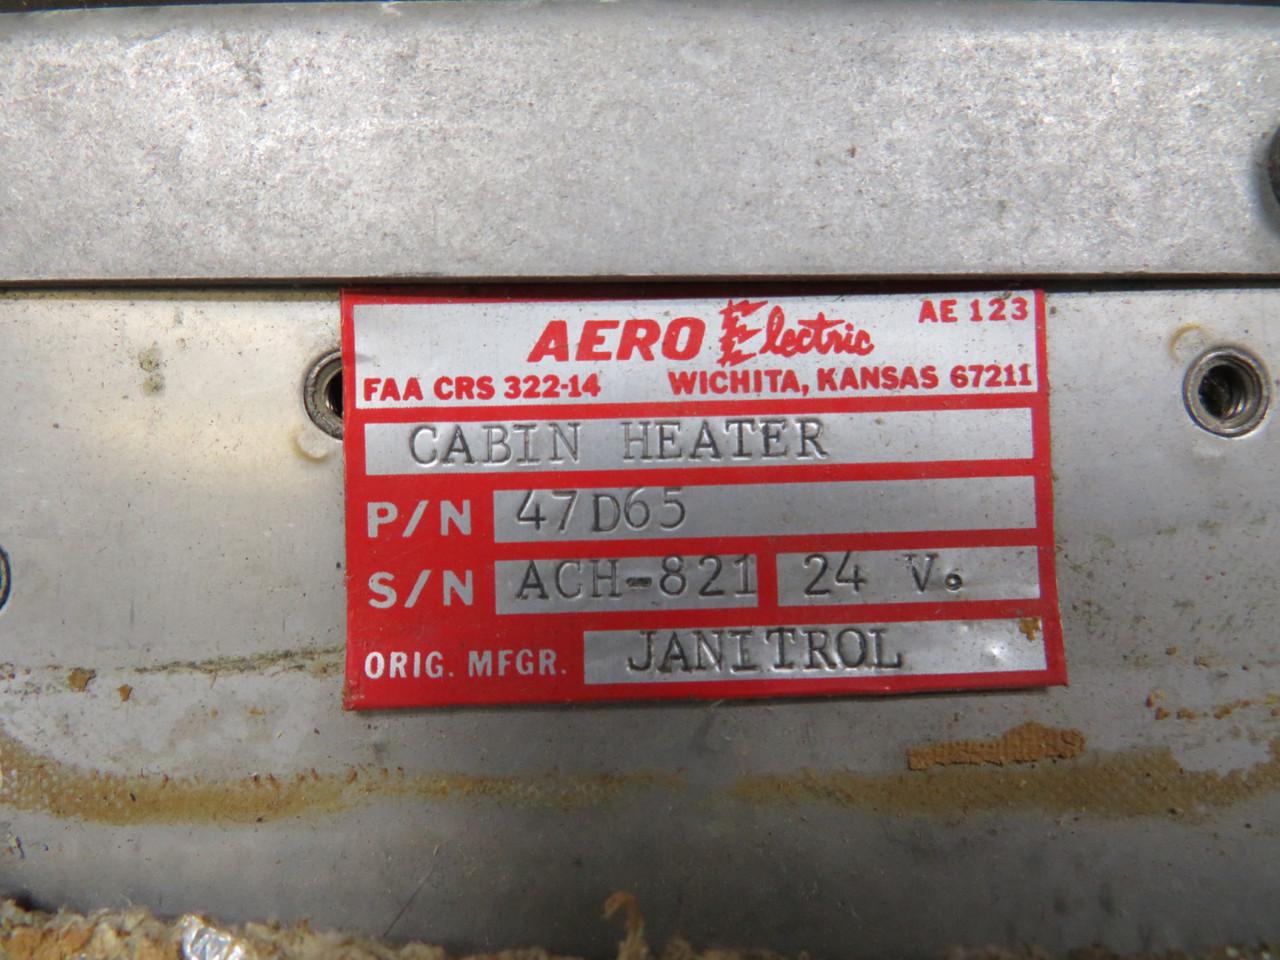 AERO Electric AE 123
FAA CRS 322-14 WICHITA, KANSAS 67211
CABIN HEATER
P/N 47D65
S/N ACH-821 24 V.
ORIG. MFGR. JANITROL